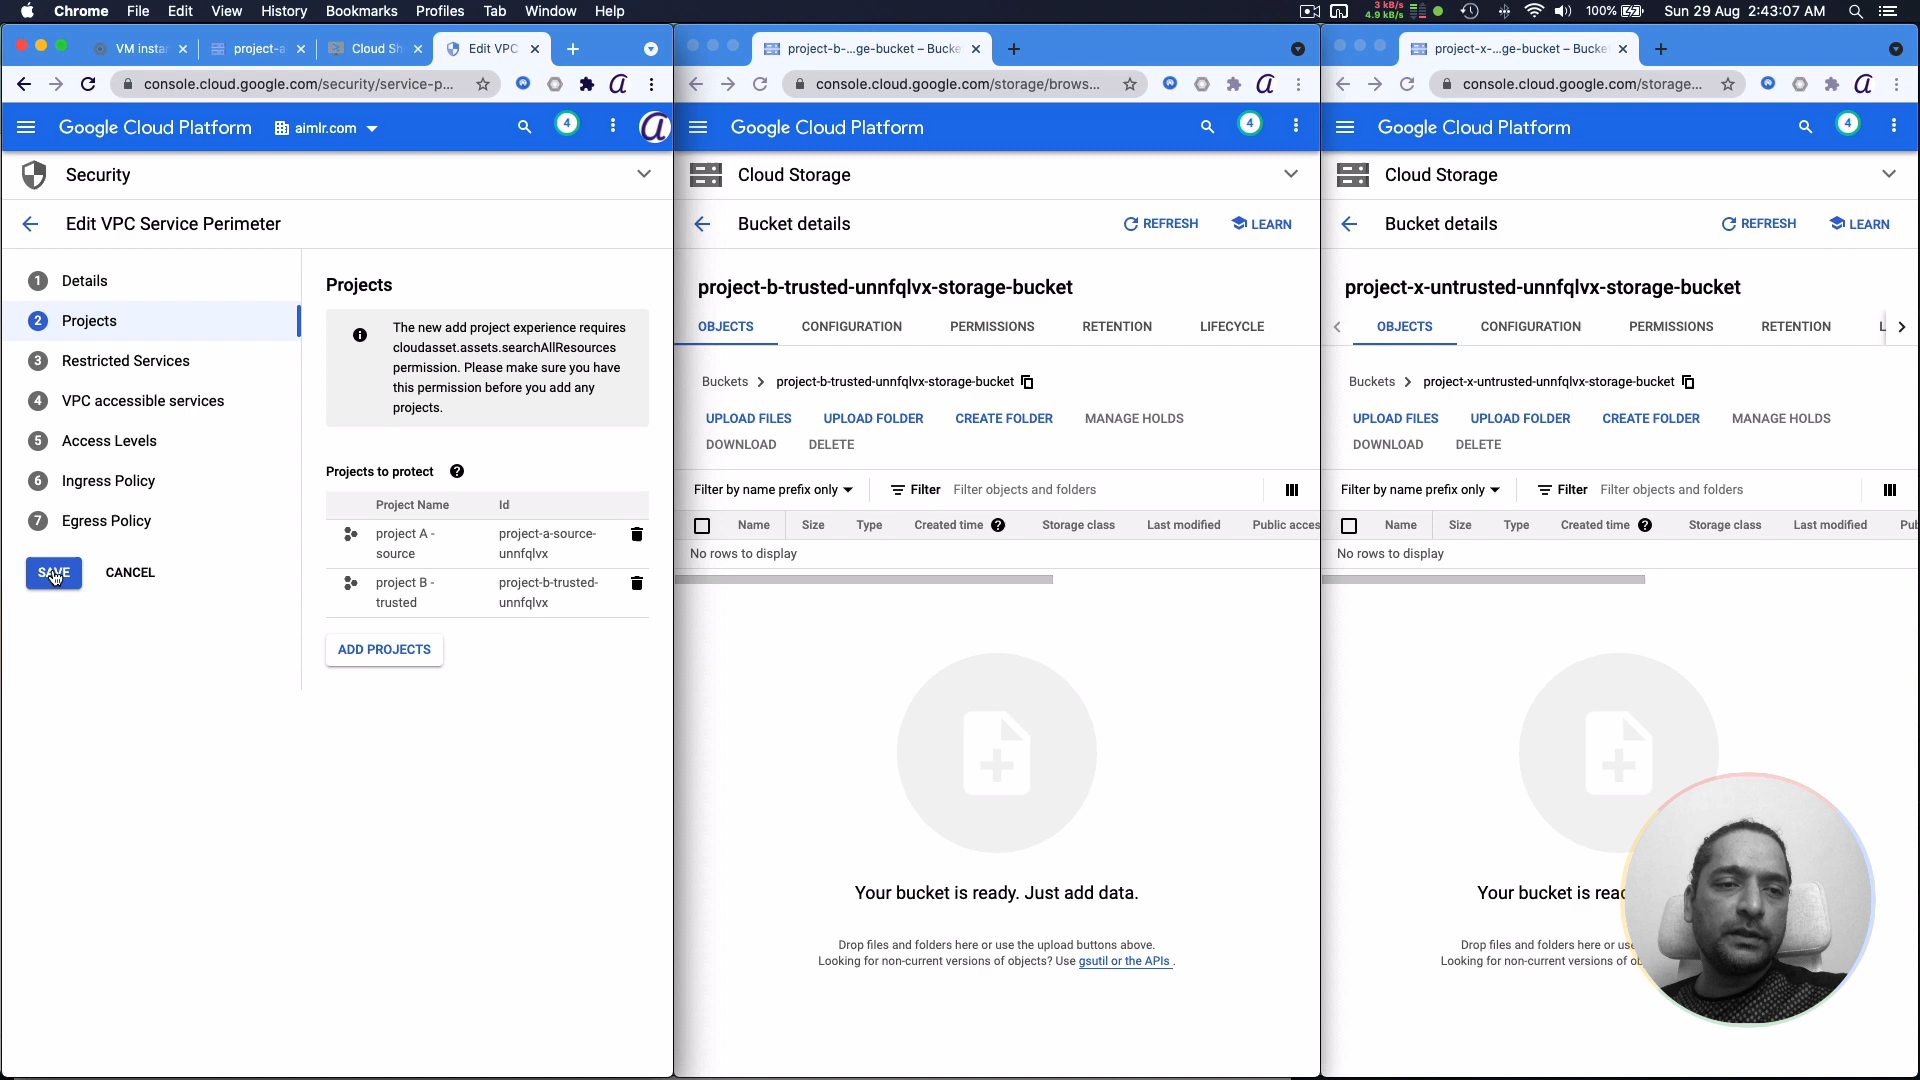 Chrome File Edit View History Bookmarks Profiles Tab Window Help
3 kB/s
4.9 kB/s
100%
Sun 29 Aug 2:43:07 AM
VM insta
project-a
Cloud Sh
Edit VPC
project-b-...ge-bucket – Bucke
project-x-...ge-bucket – Bucke
console.cloud.google.com/security/service-p...
console.cloud.google.com/storage/brows...
console.cloud.google.com/storage...
Google Cloud Platform
aimlr.com
4
Google Cloud Platform
4
Google Cloud Platform
4
Security
Edit VPC Service Perimeter
1 Details
2 Projects
3 Restricted Services
4 VPC accessible services
5 Access Levels
6 Ingress Policy
7 Egress Policy
SAVE
CANCEL
Projects
The new add project experience requires
cloudasset.assets.searchAllResources
permission. Please make sure you have
this permission before you add any
projects.
Projects to protect
Project Name Id
project A -
source
project-a-source-
unnfqlvx
project B -
trusted
project-b-trusted-
unnfqlvx
ADD PROJECTS
Cloud Storage
Bucket details
REFRESH
LEARN
project-b-trusted-unnfqlvx-storage-bucket
OBJECTS CONFIGURATION PERMISSIONS RETENTION LIFECYCLE
Buckets project-b-trusted-unnfqlvx-storage-bucket
UPLOAD FILES UPLOAD FOLDER CREATE FOLDER MANAGE HOLDS
DOWNLOAD DELETE
Filter by name prefix only
Filter Filter objects and folders
Name Size Type Created time Storage class Last modified Public acces
No rows to display
Your bucket is ready. Just add data.
Drop files and folders here or use the upload buttons above.
Looking for non-current versions of objects? Use gsutil or the APIs .
Cloud Storage
Bucket details
REFRESH
LEARN
project-x-untrusted-unnfqlvx-storage-bucket
OBJECTS CONFIGURATION PERMISSIONS RETENTION L
Buckets project-x-untrusted-unnfqlvx-storage-bucket
UPLOAD FILES UPLOAD FOLDER CREATE FOLDER MANAGE HOLDS
DOWNLOAD DELETE
Filter by name prefix only
Filter Filter objects and folders
Name Size Type Created time Storage class Last modified Pub
No rows to display
Your bucket is rea
Drop files and folders here or us
Looking for non-current versions of o